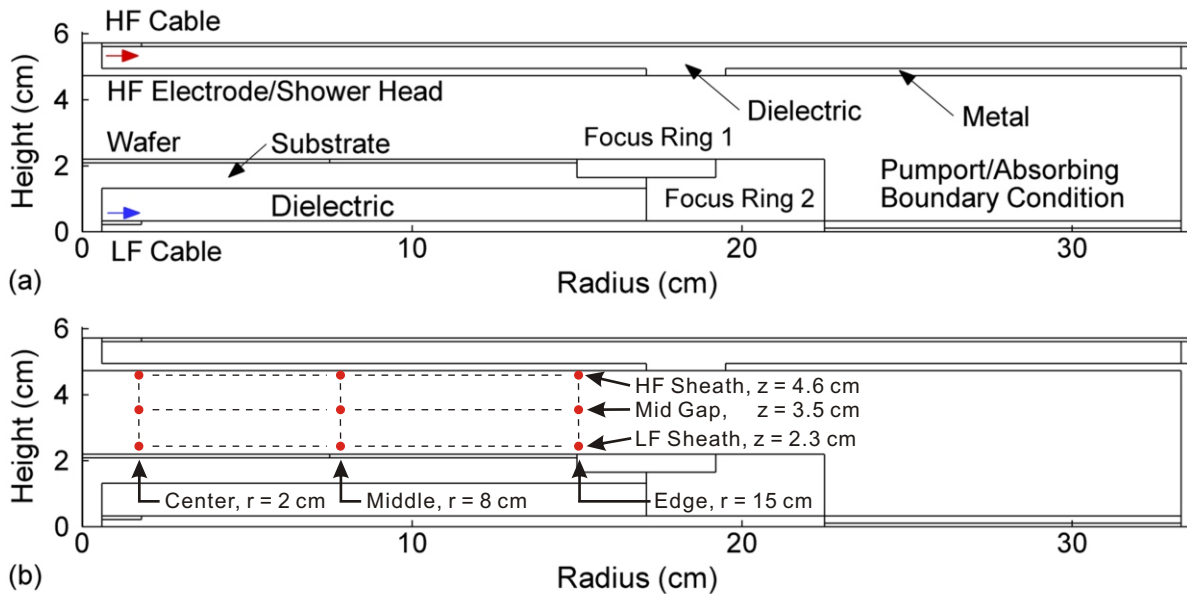 6
HF Cable
4
HF Electrode/Shower Head
Dielectric
Metal
Wafer
Substrate
Focus Ring 1
2
Pumport/Absorbing
Boundary Condition
Dielectric
Focus Ring 2
0
Height (cm)
0
LF Cable
10
20
30
(a)
Radius (cm)
6
4
HF Sheath, z = 4.6 cm
Mid Gap, z = 3.5 cm
LF Sheath, z = 2.3 cm
2
Center, r = 2 cm
Middle, r = 8 cm
Edge, r = 15 cm
0
Height (cm)
0
10
20
30
(b)
Radius (cm)